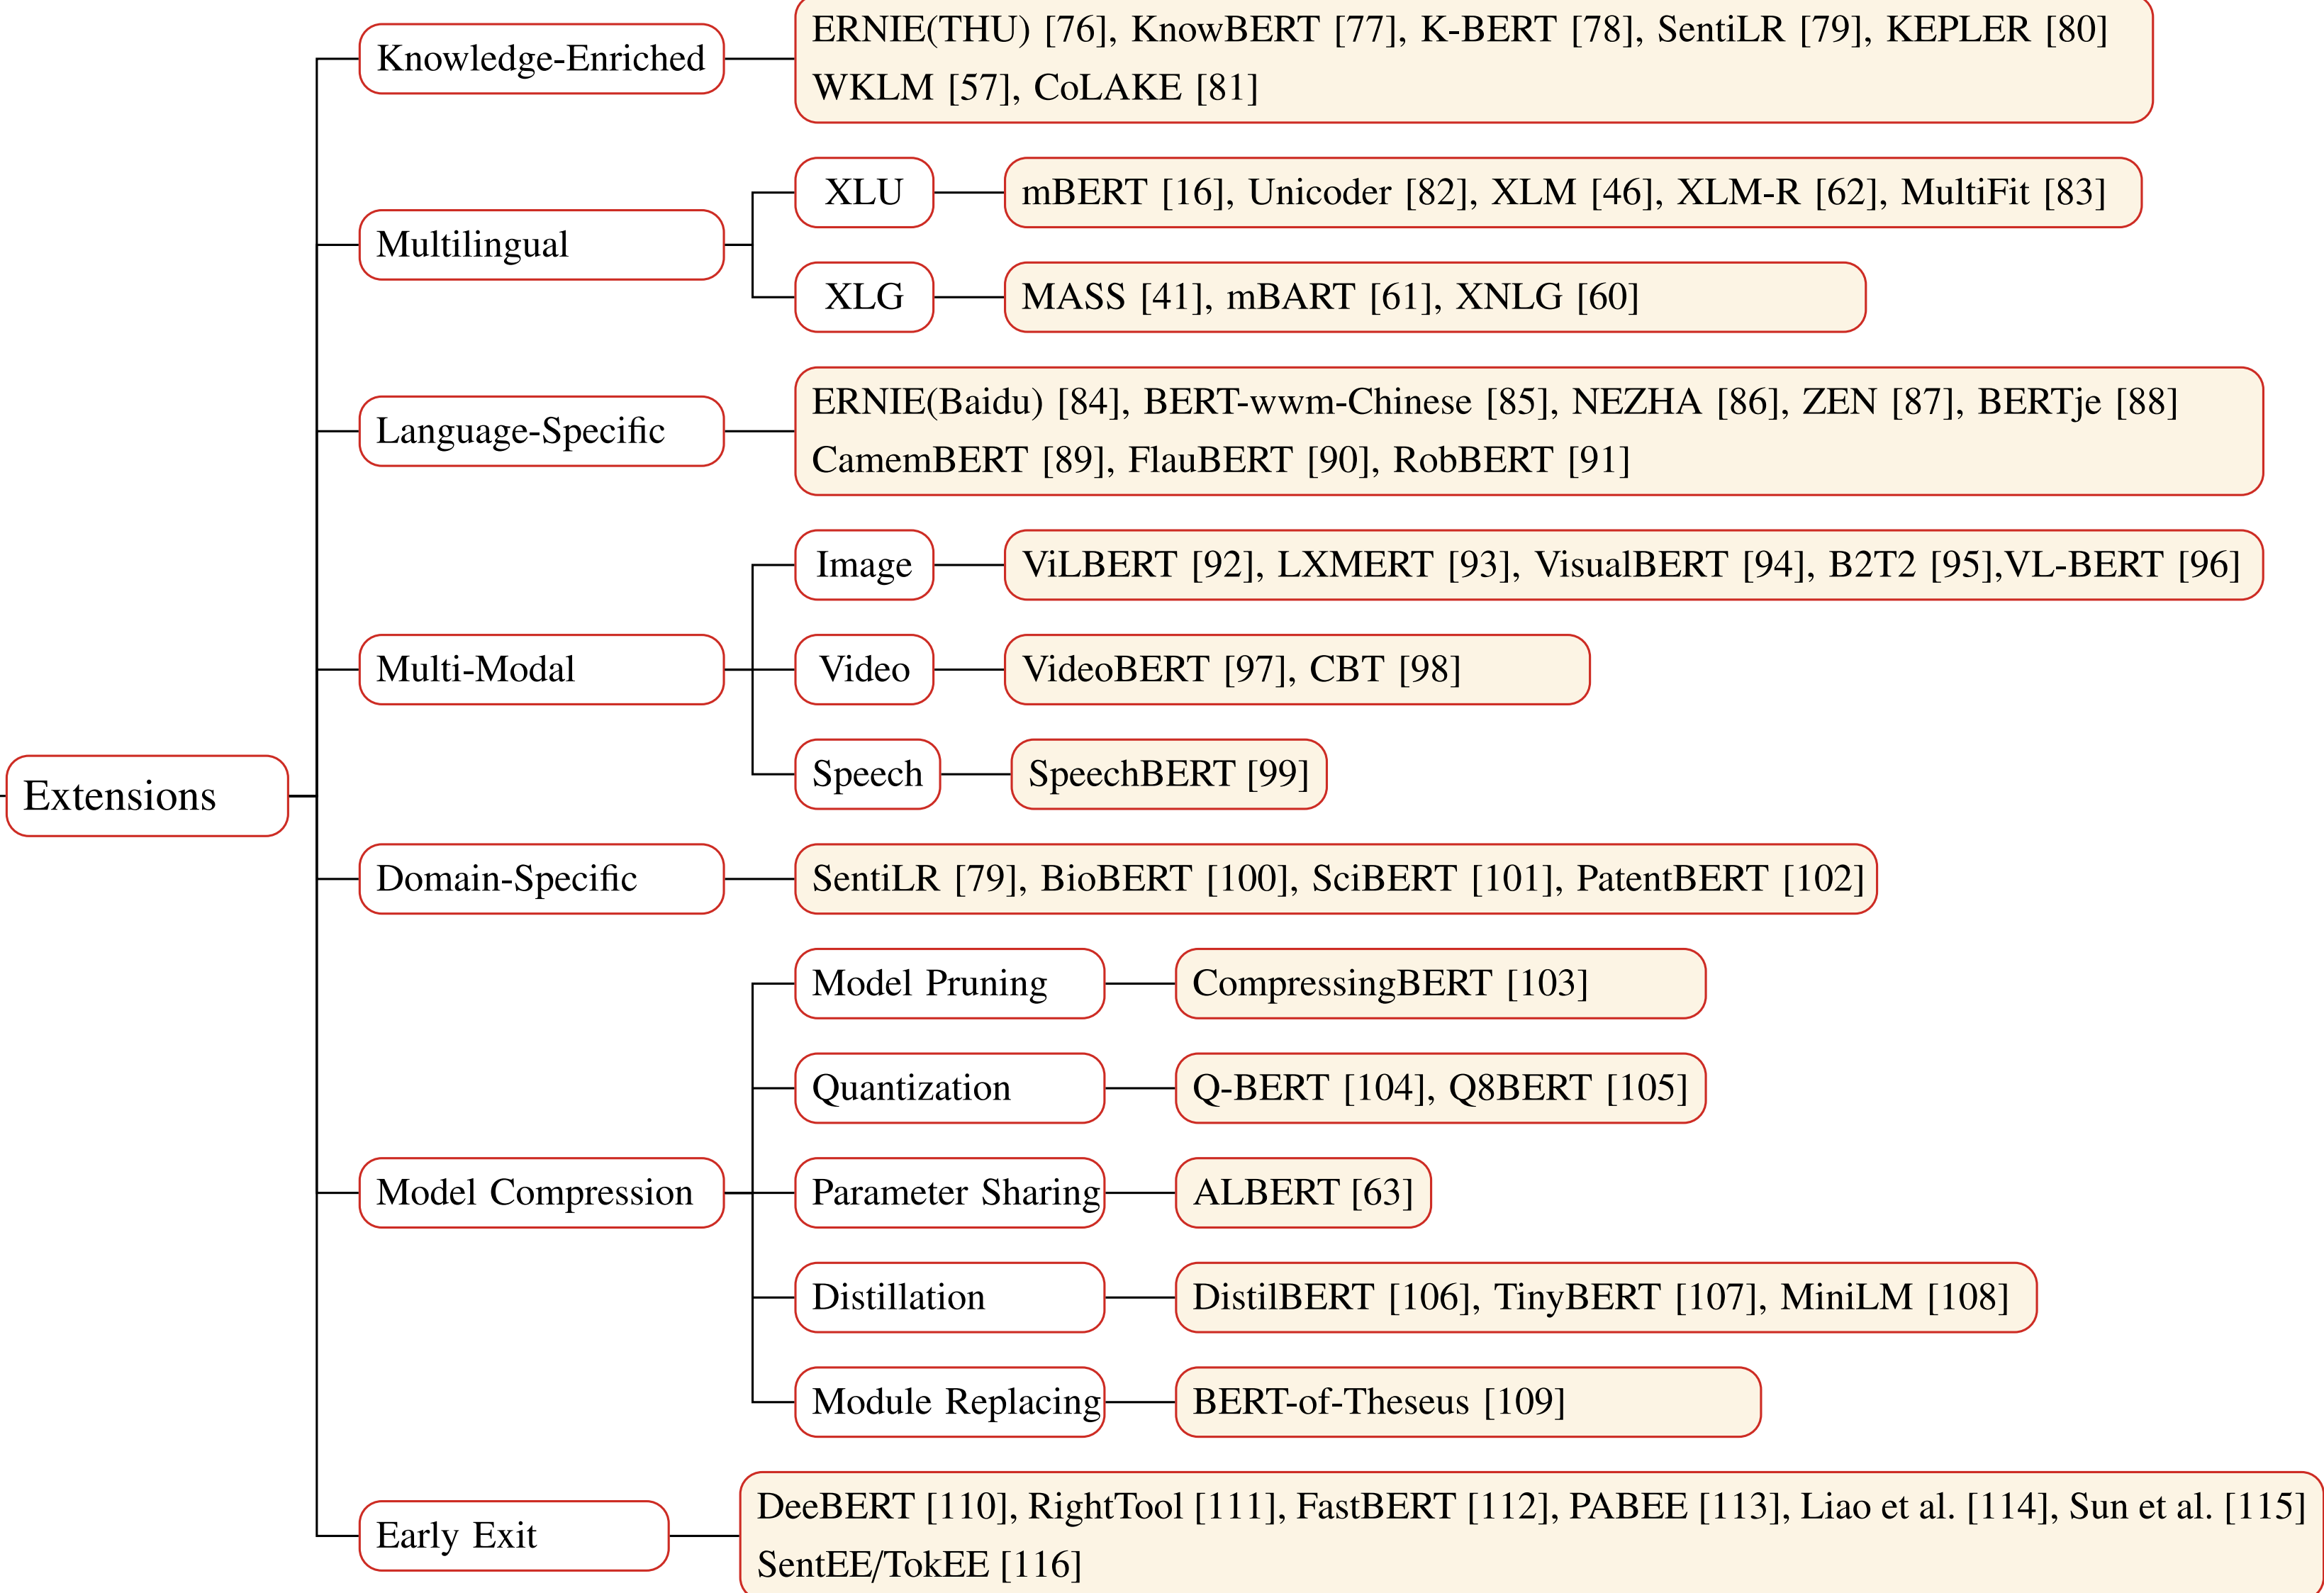 Knowledge-Enriched
ERNIE(THU) [76], KnowBERT [77], K-BERT [78], SentiLR [79], KEPLER [80]
WKLM [57], CoLAKE [81]
Multilingual
XLU
mBERT [16], Unicoder [82], XLM [46], XLM-R [62], MultiFit [83]
XLG
MASS [41], mBART [61], XNLG [60]
Language-Specific
ERNIE(Baidu) [84], BERT-wwm-Chinese [85], NEZHA [86], ZEN [87], BERTje [88]
CamemBERT [89], FlauBERT [90], RobBERT [91]
Multi-Modal
Image
ViLBERT [92], LXMERT [93], VisualBERT [94], B2T2 [95],VL-BERT [96]
Video
VideoBERT [97], CBT [98]
Speech
SpeechBERT [99]
Extensions
Domain-Specific
SentiLR [79], BioBERT [100], SciBERT [101], PatentBERT [102]
Model Compression
Model Pruning
CompressingBERT [103]
Quantization
Q-BERT [104], Q8BERT [105]
Parameter Sharing
ALBERT [63]
Distillation
DistilBERT [106], TinyBERT [107], MiniLM [108]
Module Replacing
BERT-of-Theseus [109]
Early Exit
DeeBERT [110], RightTool [111], FastBERT [112], PABEE [113], Liao et al. [114], Sun et al. [115]
SentEE/TokEE [116]